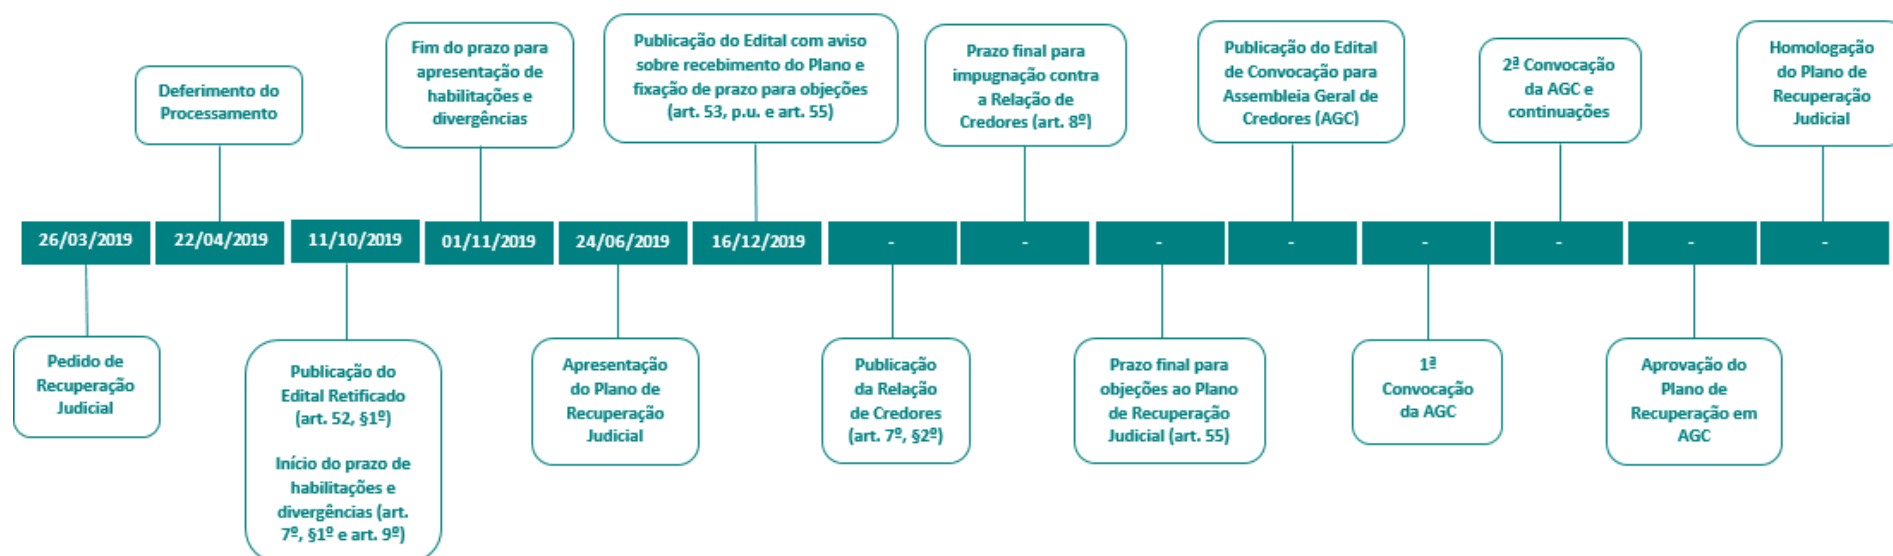 Deferimento do
Processamento
Fim do prazo para
apresentação de
habilitações e
divergências
Publicação do Edital com aviso
sobre recebimento do Plano e
fixação de prazo para objeções
(art. 53, p.u. e art. 55)
Prazo final para
impugnação contra
a Relação de
Credores (art. 8º)
Publicação do Edital
de Convocação para
Assembleia Geral de
Credores (AGC)
2ª Convocação
da AGC e
continuações
Homologação
do Plano de
Recuperação
Judicial
26/03/2019 22/04/2019 11/10/2019 01/11/2019 24/06/2019 16/12/2019 - - - - - - - -
Pedido de
Recuperação
Judicial
Publicação do
Edital Retificado
(art. 52, §1º)
Início do prazo de
habilitações e
divergências (art.
7º, §1º e art. 9º)
Apresentação
do Plano de
Recuperação
Judicial
Publicação
da Relação
de Credores
(art. 7º, §2º)
Prazo final para
objeções ao Plano
de Recuperação
Judicial (art. 55)
1ª
Convocação
da AGC
Aprovação do
Plano de
Recuperação em
AGC